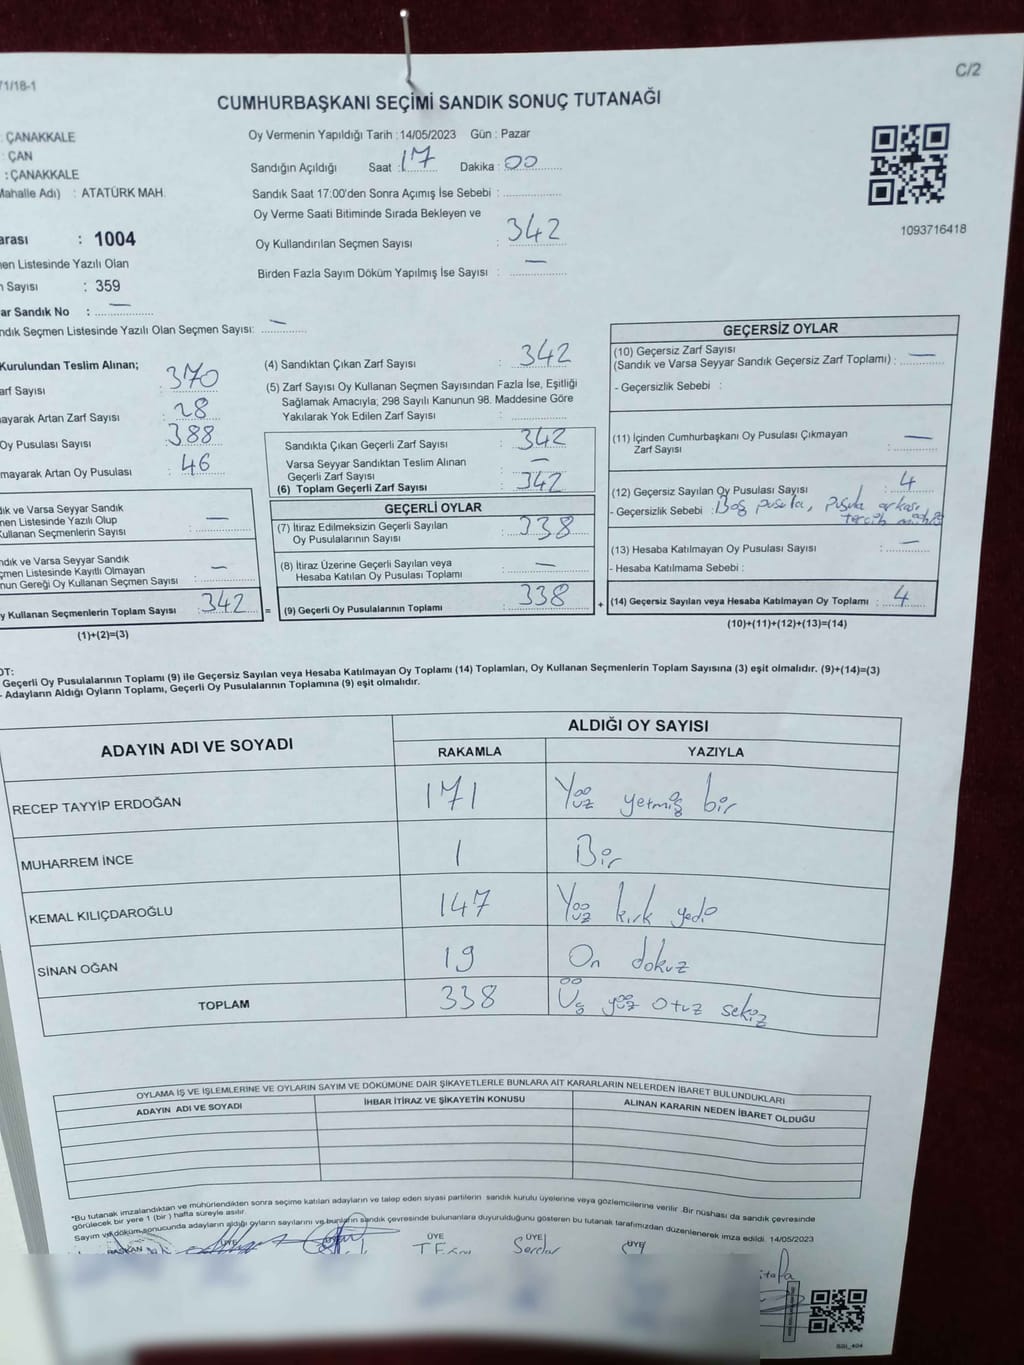 71/18-1
C/2
CUMHURBAŞKANI SEÇİMİ SANDIK SONUÇ TUTANAĞI
: ÇANAKKALE
: ÇAN
: ÇANAKKALE
Mahalle Adı) : ATATÜRK MAH.
Oy Vermenin Yapıldığı Tarih : 14/05/2023 Gün : Pazar
Sandığın Açıldığı Saat : 17 Dakika : 00
Sandık Saat 17:00'den Sonra Açımış İse Sebebi :
Oy Verme Saati Bitiminde Sırada Bekleyen ve
Oy Kullandırılan Seçmen Sayısı : 342
Birden Fazla Sayım Döküm Yapılmış İse Sayısı : —
1093716418
arası : 1004
en Listesinde Yazılı Olan
n Sayısı : 359
ar Sandık No : —
ndık Seçmen Listesinde Yazılı Olan Seçmen Sayısı: —
Kurulundan Teslim Alınan;
arf Sayısı : 370
ayarak Artan Zarf Sayısı : 28
Oy Pusulası Sayısı : 388
mayarak Artan Oy Pusulası : 46
dık ve Varsa Seyyar Sandık
men Listesinde Yazılı Olup
Kullanan Seçmenlerin Sayısı : —
ndık ve Varsa Seyyar Sandık
çmen Listesinde Kayıtlı Olmayan
nun Gereği Oy Kullanan Seçmen Sayısı : —
y Kullanan Seçmenlerin Toplam Sayısı : 342
(1)+(2)=(3)
(4) Sandıktan Çıkan Zarf Sayısı : 342
(5) Zarf Sayısı Oy Kullanan Seçmen Sayısından Fazla İse, Eşitliği
Sağlamak Amacıyla; 298 Sayılı Kanunun 98. Maddesine Göre
Yakılarak Yok Edilen Zarf Sayısı :
Sandıkta Çıkan Geçerli Zarf Sayısı : 342
Varsa Seyyar Sandıktan Teslim Alınan
Geçerli Zarf Sayısı : —
(6) Toplam Geçerli Zarf Sayısı : 342
GEÇERLİ OYLAR
(7) İtiraz Edilmeksizin Geçerli Sayılan
Oy Pusulalarının Sayısı : 338
(8) İtiraz Üzerine Geçerli Sayılan veya
Hesaba Katılan Oy Pusulası Toplamı : —
= (9) Geçerli Oy Pusulalarının Toplamı : 338
GEÇERSİZ OYLAR
(10) Geçersiz Zarf Sayısı
(Sandık ve Varsa Seyyar Sandık Geçersiz Zarf Toplamı) : —
- Geçersizlik Sebebi :
(11) İçinden Cumhurbaşkanı Oy Pusulası Çıkmayan
Zarf Sayısı : —
(12) Geçersiz Sayılan Oy Pusulası Sayısı : 4
- Geçersizlik Sebebi : Boş pusula, pusula arkası
tercih
(13) Hesaba Katılmayan Oy Pusulası Sayısı : —
- Hesaba Katılmama Sebebi :
+ (14) Geçersiz Sayılan veya Hesaba Katılmayan Oy Toplamı : 4
(10)+(11)+(12)+(13)=(14)
OT:
Geçerli Oy Pusulalarının Toplamı (9) ile Geçersiz Sayılan veya Hesaba Katılmayan Oy Toplamı (14) Toplamları, Oy Kullanan Seçmenlerin Toplam Sayısına (3) eşit olmalıdır. (9)+(14)=(3)
- Adayların Aldığı Oyların Toplamı, Geçerli Oy Pusulalarının Toplamına (9) eşit olmalıdır.
ADAYIN ADI VE SOYADI
ALDIĞI OY SAYISI
RAKAMLA YAZIYLA
RECEP TAYYİP ERDOĞAN 171 Yüz yetmiş bir
MUHARREM İNCE 1 Bir
KEMAL KILIÇDAROĞLU 147 Yüz kırk yedi
SİNAN OĞAN 19 On dokuz
TOPLAM 338 Üç yüz otuz sekiz
OYLAMA İŞ VE İŞLEMLERİNE VE OYLARIN SAYIM VE DÖKÜMÜNE DAİR ŞİKAYETLERLE BUNLARA AİT KARARLARIN NELERDEN İBARET BULUNDUKLARI
ADAYIN ADI VE SOYADI İHBAR İTİRAZ VE ŞİKAYETİN KONUSU ALINAN KARARIN NEDEN İBARET OLDUĞU
*Bu tutanak imzalandıktan ve mühürlendikten sonra seçime katılan adayların ve talep eden siyasi partilerin sandık kurulu üyelerine veya gözlemcilerine verilir. Bir nüshası da sandık çevresinde
görülecek bir yere 1 (bir) hafta süreyle asılır.
Sayım ve döküm sonucunda adayların aldığı oyların sayılarını ve bunların sandık çevresinde bulunanlara duyurulduğunu gösteren bu tutanak tarafımızdan düzenlenerek imza edildi. 14/05/2023
BAŞKAN ÜYE ÜYE ÜYE ÜYE
Serdar